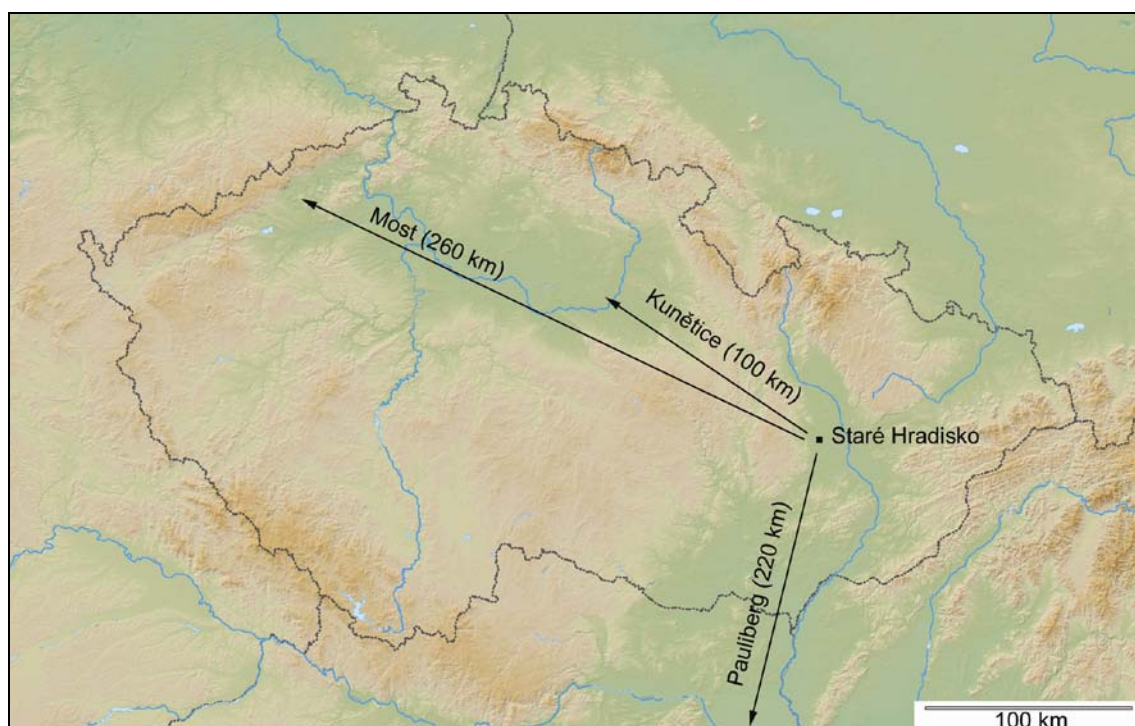 Most (260 km)
Kunětice (100 km)
Staré Hradisko
Pauliberg (220 km)
100 km